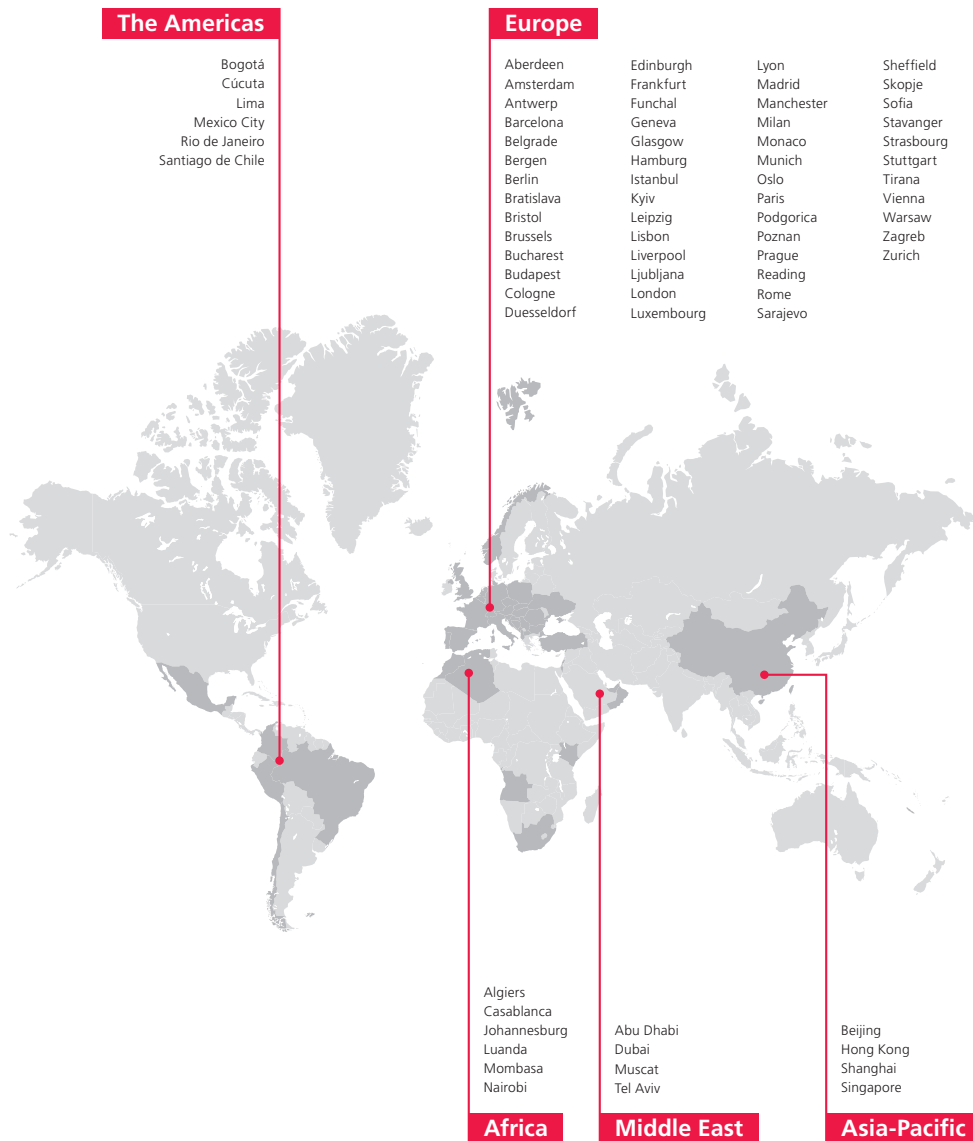 The Americas
Bogotá
Cúcuta
Lima
Mexico City
Rio de Janeiro
Santiago de Chile
Europe
Aberdeen
Amsterdam
Antwerp
Barcelona
Belgrade
Bergen
Berlin
Bratislava
Bristol
Brussels
Bucharest
Budapest
Cologne
Duesseldorf
Edinburgh
Frankfurt
Funchal
Geneva
Glasgow
Hamburg
Istanbul
Kyiv
Leipzig
Lisbon
Liverpool
Ljubljana
London
Luxembourg
Lyon
Madrid
Manchester
Milan
Monaco
Munich
Oslo
Paris
Podgorica
Poznan
Prague
Reading
Rome
Sarajevo
Sheffield
Skopje
Sofia
Stavanger
Strasbourg
Stuttgart
Tirana
Vienna
Warsaw
Zagreb
Zurich
Algiers
Casablanca
Johannesburg
Luanda
Mombasa
Nairobi
Africa
Abu Dhabi
Dubai
Muscat
Tel Aviv
Middle East
Beijing
Hong Kong
Shanghai
Singapore
Asia-Pacific